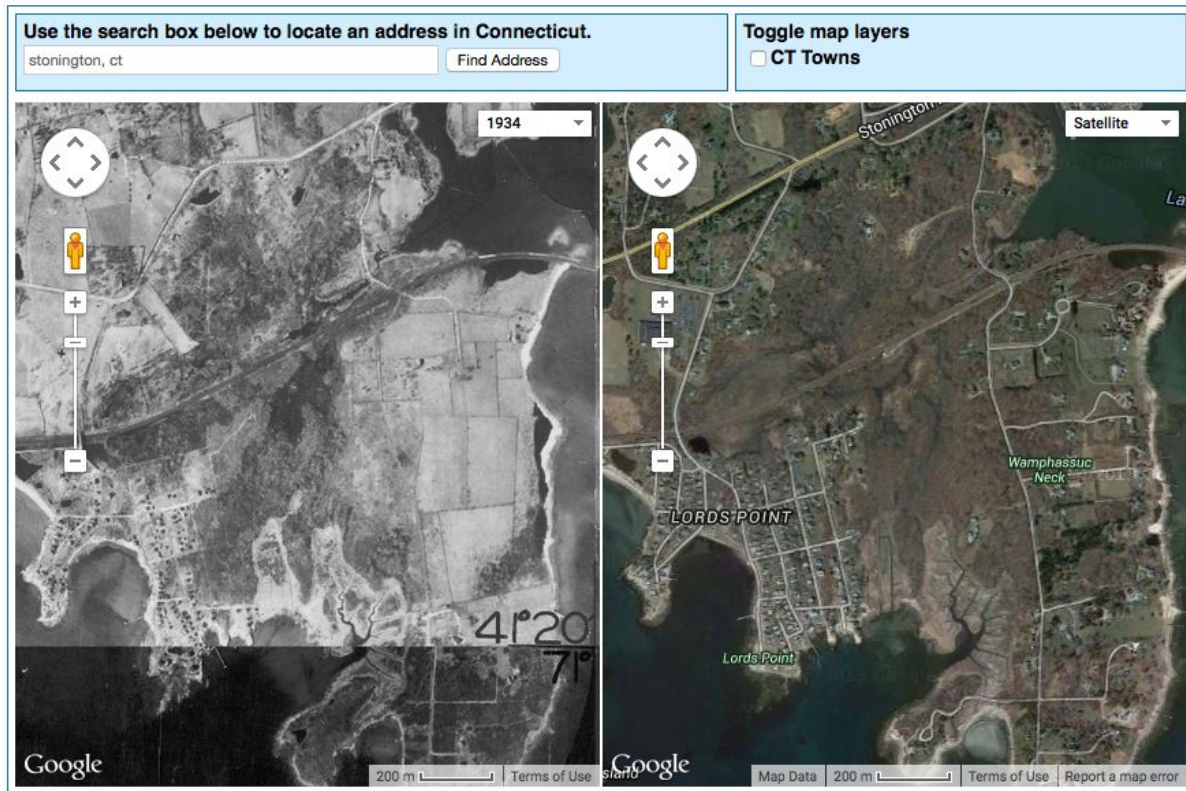 Use the search box below to locate an address in Connecticut.
stonington, ct
Find Address
Toggle map layers
CT Towns
1934
41°20'
71°
Google
200 m
Terms of Use
Satellite
Stonington
La
Wamphassuc
Neck
LORDS POINT
Lords Point
island
Google
Map Data
200 m
Terms of Use
Report a map error